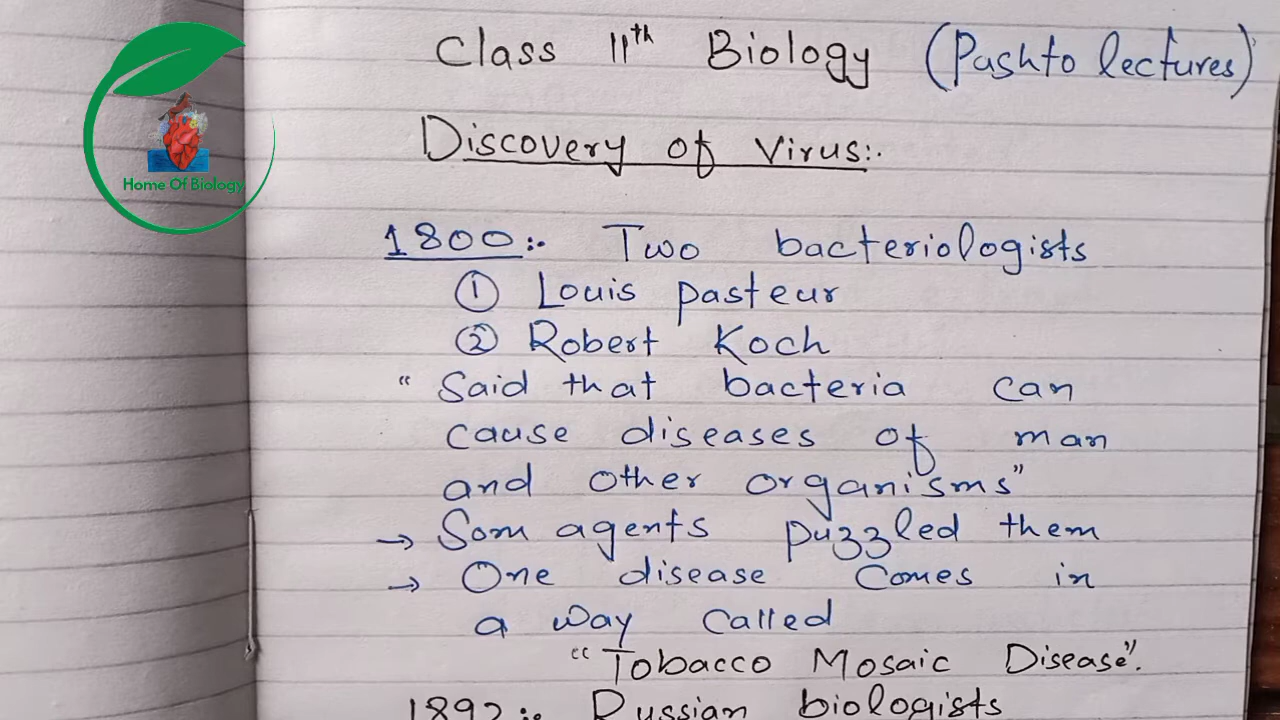 Home Of Biology
Class 11th Biology (Pashto lectures)
Discovery of Virus:.
1800:. Two bacteriologists
① Louis pasteur
② Robert Koch
“ Said that bacteria can
cause diseases of man
and other organisms”
→ Som agents puzzled them
→ One disease comes in
a way called
“Tobacco Mosaic Disease”.
1892:. Russian biologists